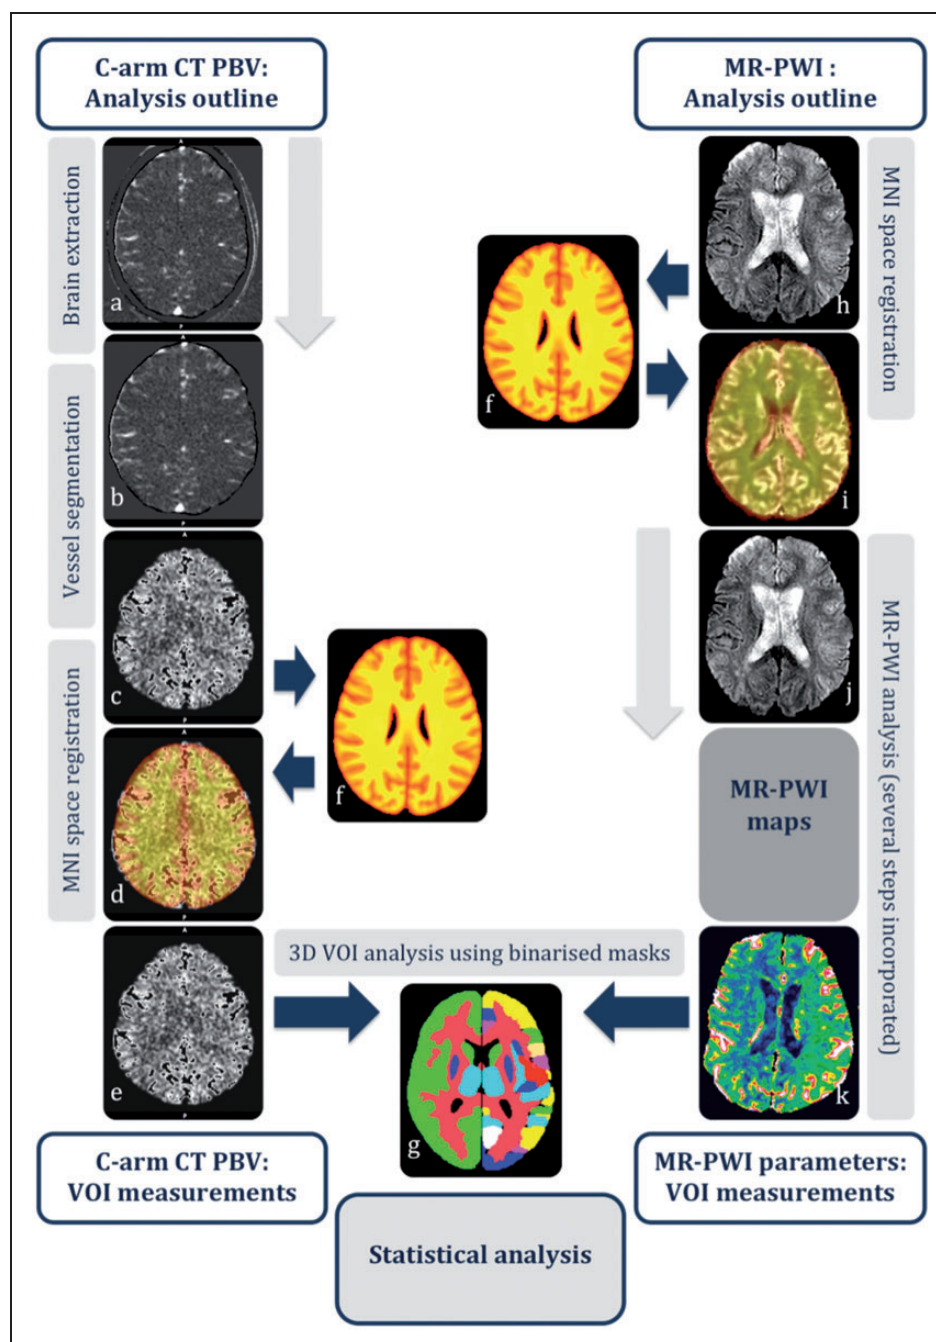 C-arm CT PBV:
Analysis outline
MR-PWI :
Analysis outline
Brain extraction
Vessel segmentation
MNI space registration
MNI space registration
MR-PWI analysis (several steps incorporated)
A
a
P
A
b
P
A
c
P
A
d
P
A
e
P
f
f
h
i
j
MR-PWI
maps
k
3D VOI analysis using binarised masks
g
C-arm CT PBV:
VOI measurements
MR-PWI parameters:
VOI measurements
Statistical analysis